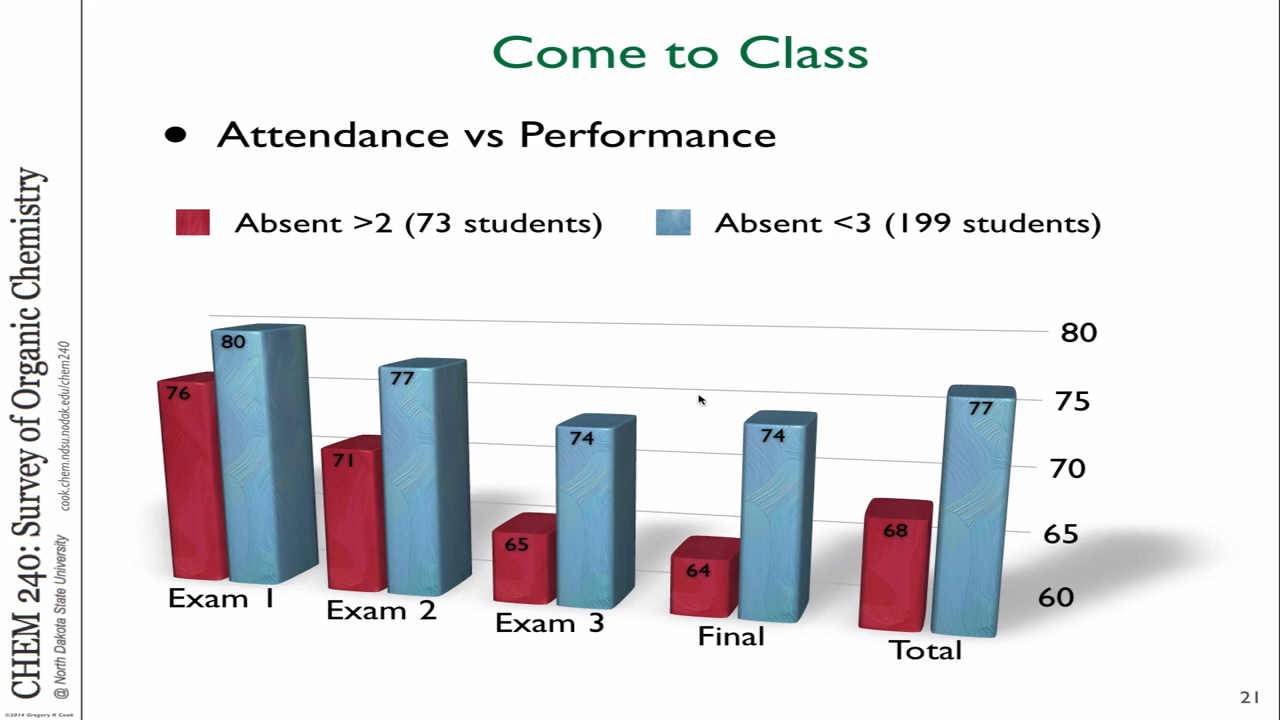 Come to Class
• Attendance vs Performance
Absent >2 (73 students)
Absent <3 (199 students)
80
75
70
65
60
76
80
71
77
65
74
64
74
68
77
Exam 1
Exam 2
Exam 3
Final
Total
CHEM 240: Survey of Organic Chemistry
@ North Dakota State University
cook.chem.ndsu.nodak.edu/chem240
©2014 Gregory R Cook
21